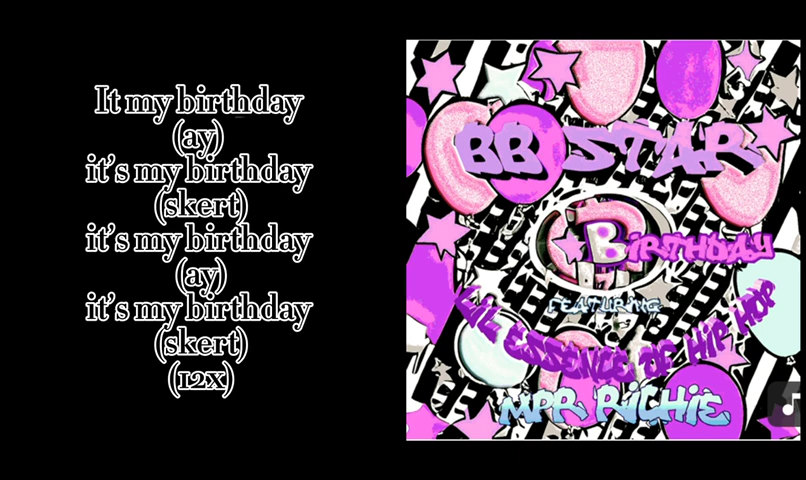 It my birthday
(ay)
it's my birthday
(skert)
it's my birthday
(ay)
it's my birthday
(skert)
(12x)
BB STAR
BIRTHDAY
FEATURING
LIL ESSENCE OF HIP HOP
MPR RICHIE